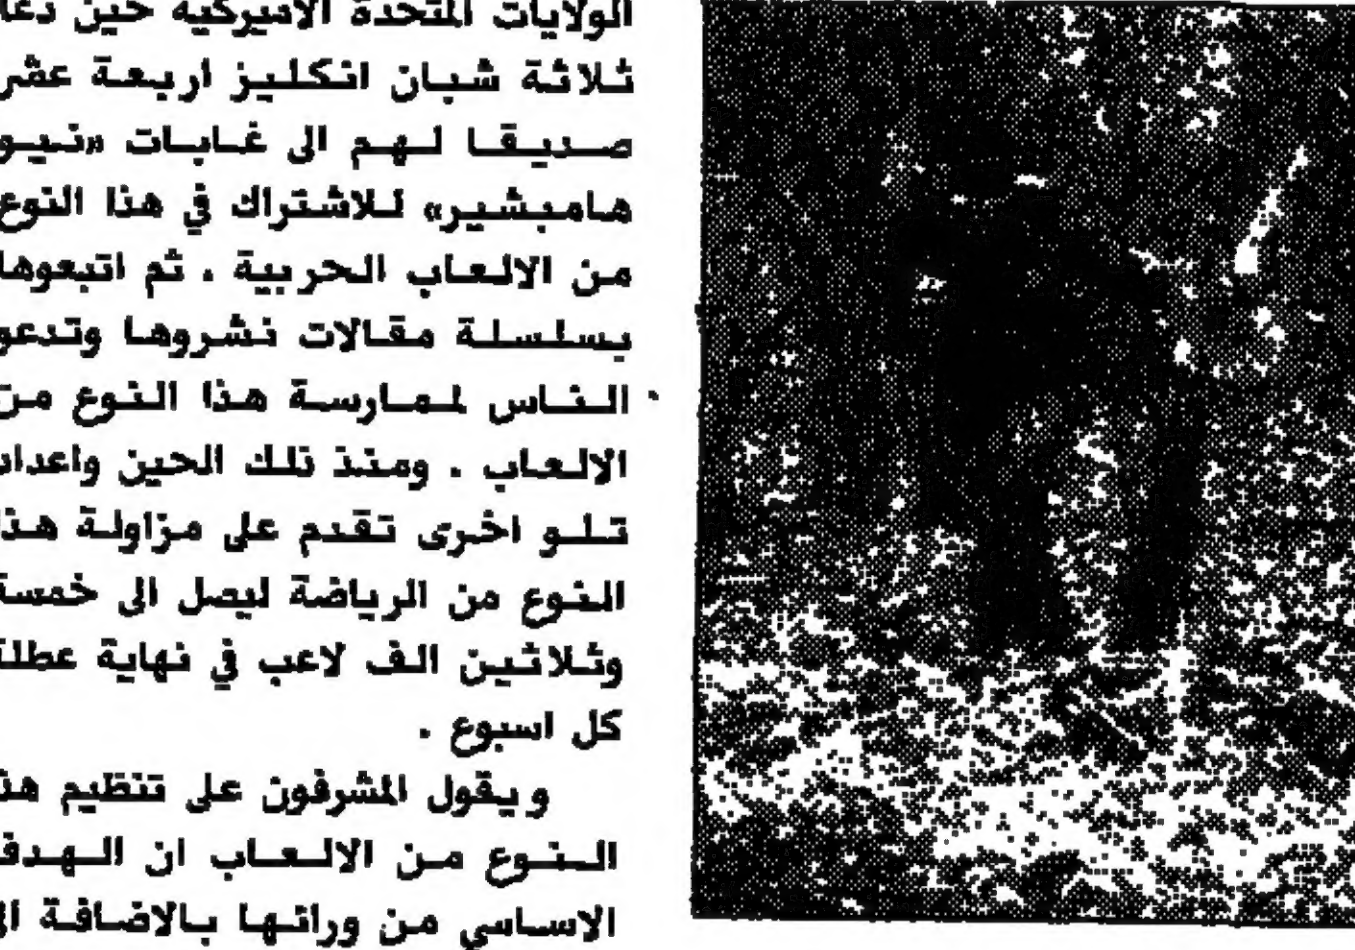 الولايات المتحدة الاميركية حين دعا
ثلاثة شبان انكليز اربعة عشر
صديقا لهم الى غابات «نيو
هامبشير» للاشتراك في هذا النوع
من الالعاب الحربية . ثم اتبعوها
بسلسلة مقالات نشروها وتدعو
الناس لممارسة هذا النوع من
الالعاب . ومنذ ذلك الحين واعداد
تلو اخرى تقدم على مزاولة هذا
النوع من الرياضة ليصل الى خمسة
وثلاثين الف لاعب في نهاية عطلة
كل اسبوع .
ويقول المشرفون على تنظيم هذ
النوع من الالعاب ان الهدف
الاساسي من ورائها بالاضافة ال